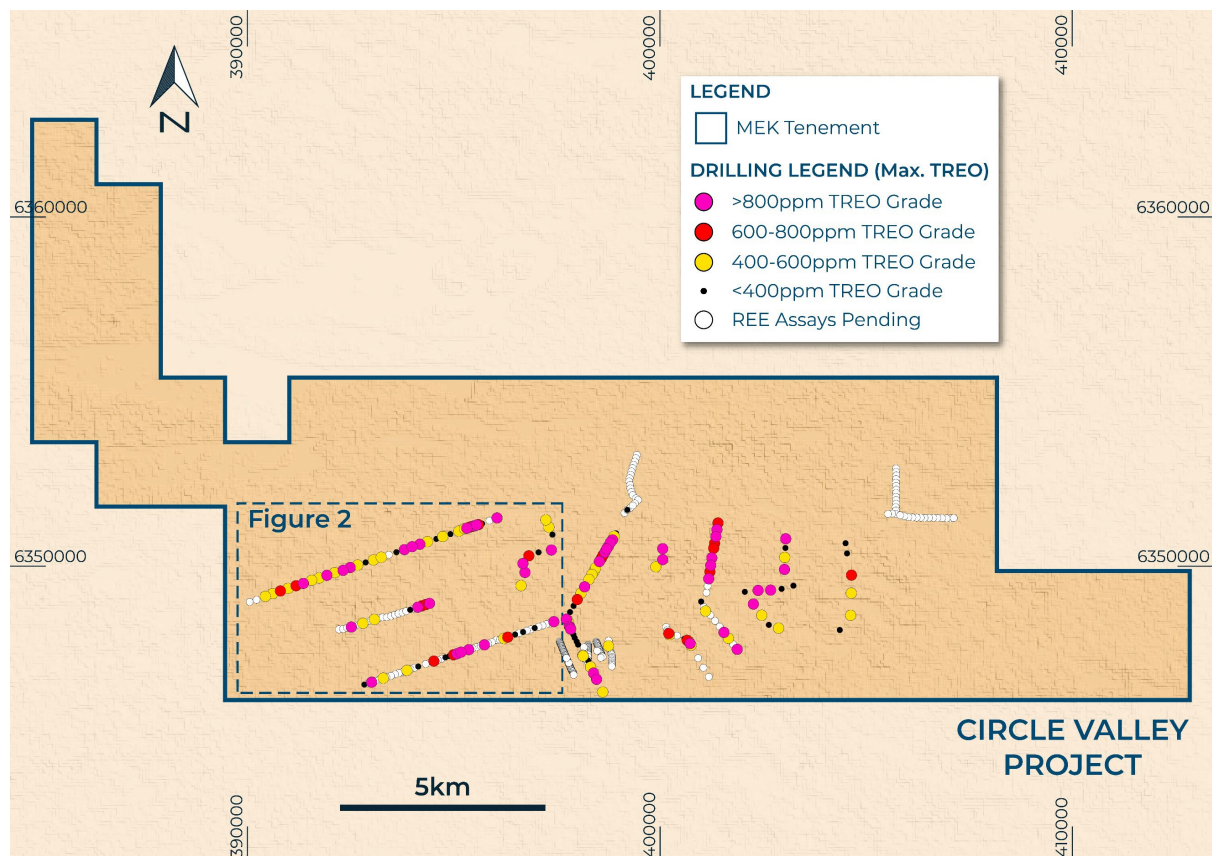 390000
400000
410000
N
LEGEND
MEK Tenement
DRILLING LEGEND (Max. TREO)
>800ppm TREO Grade
600-800ppm TREO Grade
400-600ppm TREO Grade
<400ppm TREO Grade
REE Assays Pending
6360000
6360000
Figure 2
6350000
6350000
CIRCLE VALLEY
PROJECT
5km
390000
400000
410000